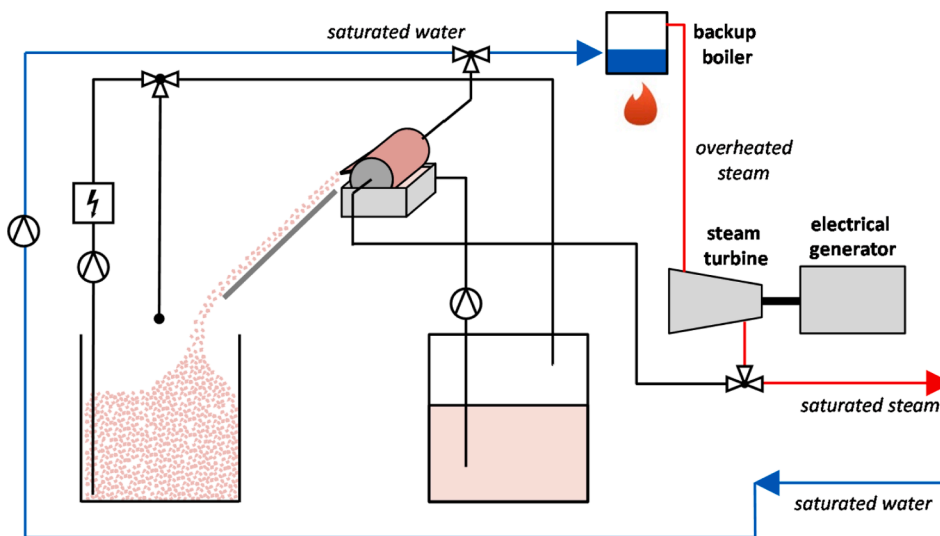 saturated water
backup
boiler
overheated
steam
steam
turbine
electrical
generator
saturated steam
saturated water